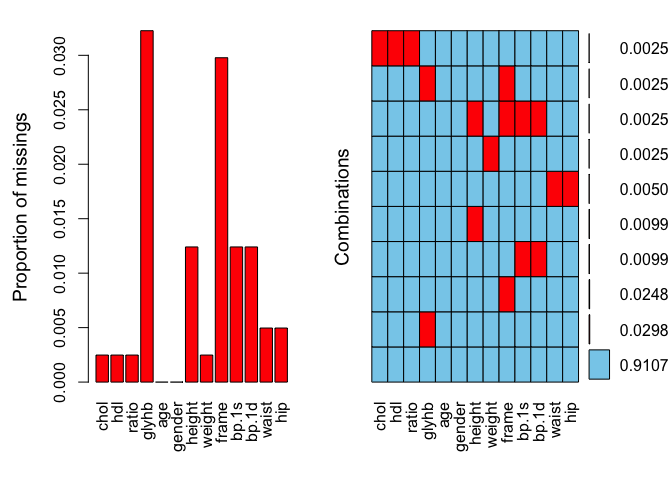 Proportion of missings
0.030
0.025
0.020
0.015
0.010
0.005
0.000
chol
hdl
ratio
glyhb
age
gender
height
weight
frame
bp.1s
bp.1d
waist
hip
Combinations
chol
hdl
ratio
glyhb
age
gender
height
weight
frame
bp.1s
bp.1d
waist
hip
0.0025
0.0025
0.0025
0.0025
0.0050
0.0099
0.0099
0.0248
0.0298
0.9107